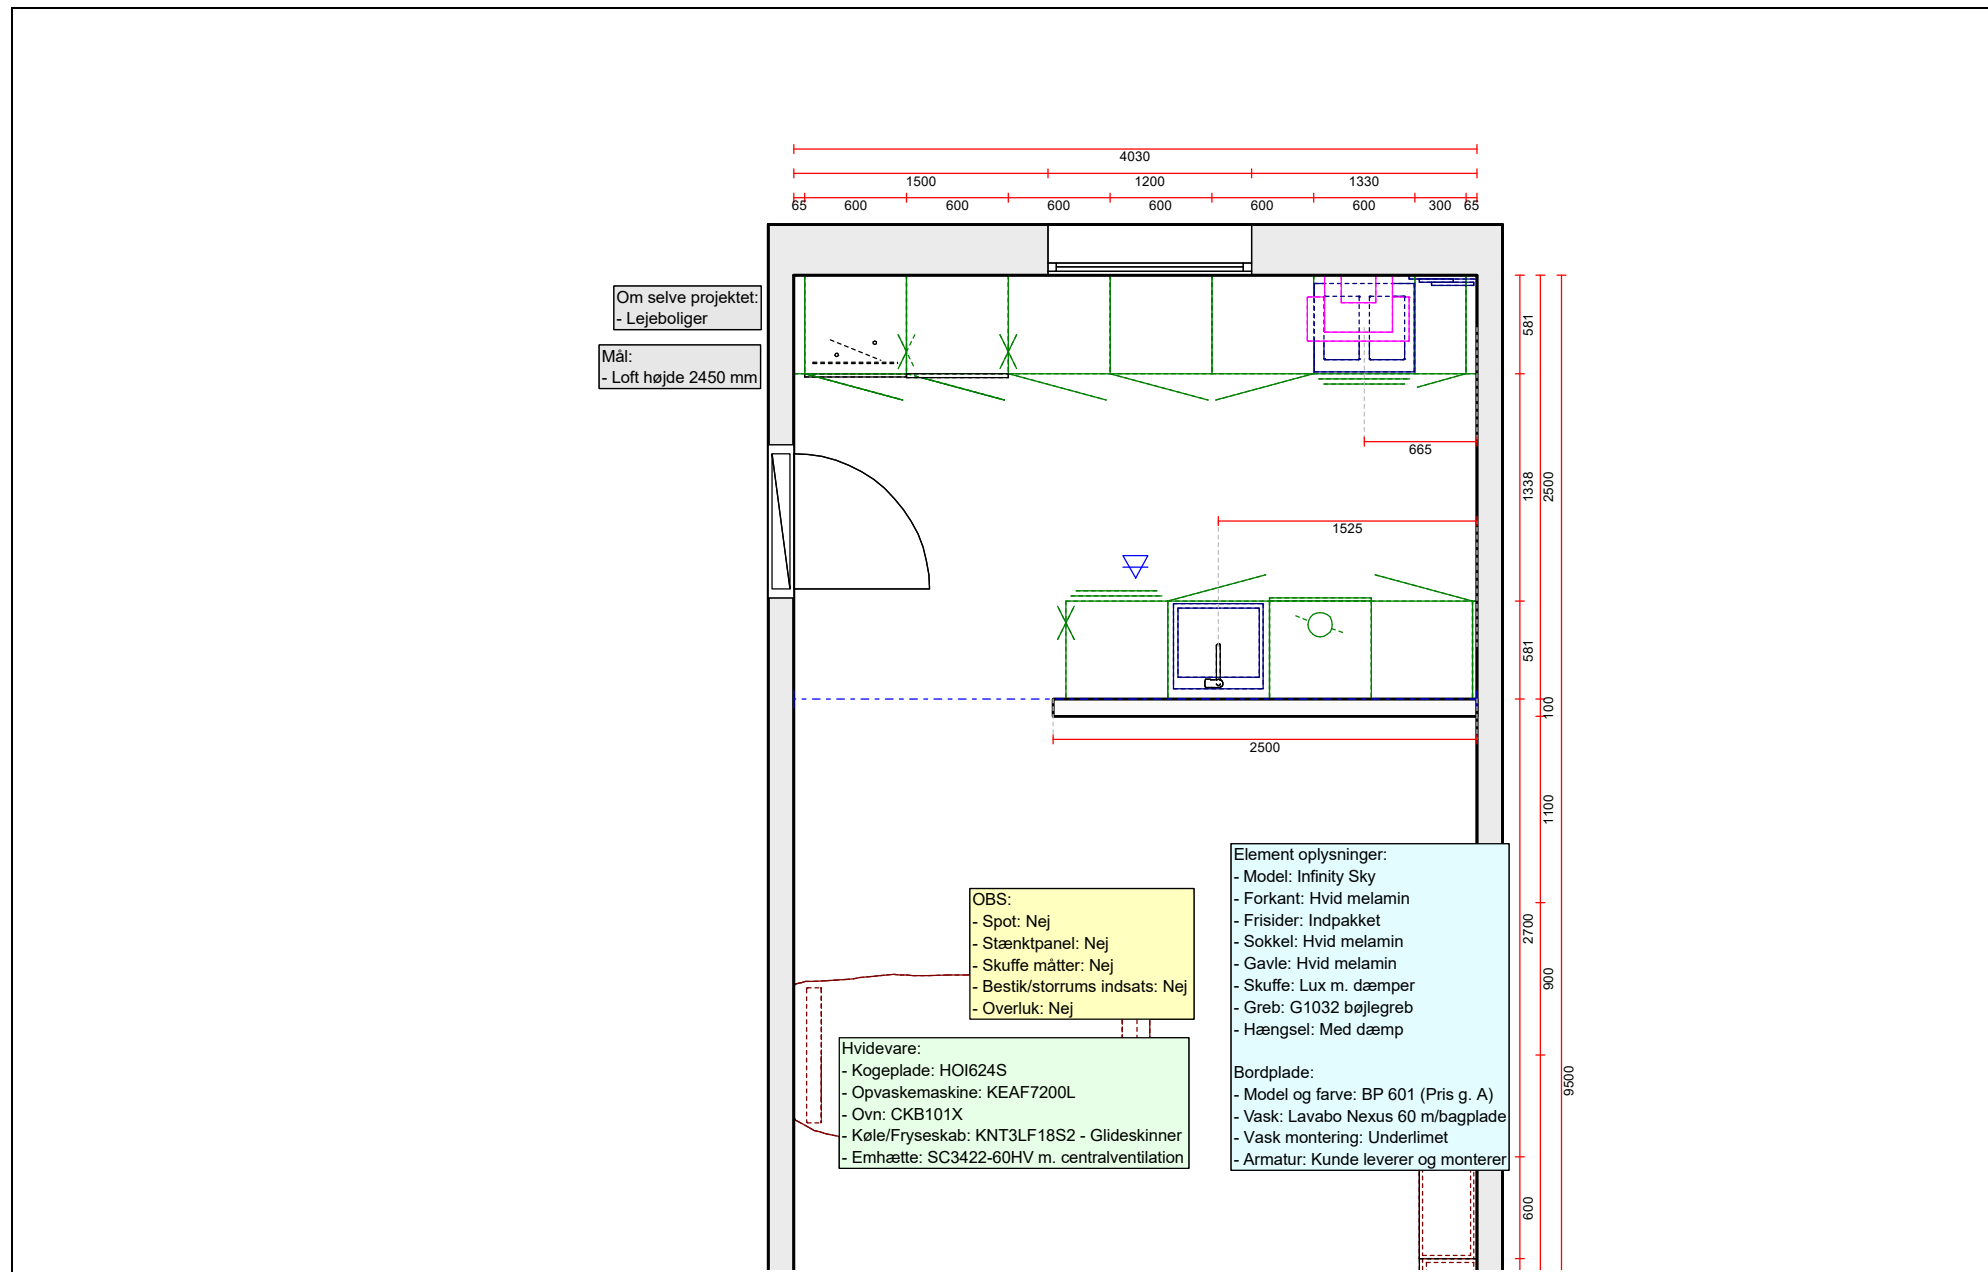 4030
1500 1200 1330
65 600 600 600 600 600 600 300 65
Om selve projektet:
- Lejeboliger
Mål:
- Loft højde 2450 mm
581
665
1338
2500
1525
581
100
2500
1100
2700
900
9500
600
OBS:
- Spot: Nej
- Stænktpanel: Nej
- Skuffe måtter: Nej
- Bestik/storrums indsats: Nej
- Overluk: Nej
Hvidevare:
- Kogeplade: HOI624S
- Opvaskemaskine: KEAF7200L
- Ovn: CKB101X
- Køle/Fryseskab: KNT3LF18S2 - Glideskinner
- Emhætte: SC3422-60HV m. centralventilation
Element oplysninger:
- Model: Infinity Sky
- Forkant: Hvid melamin
- Frisider: Indpakket
- Sokkel: Hvid melamin
- Gavle: Hvid melamin
- Skuffe: Lux m. dæmper
- Greb: G1032 bøjlegreb
- Hængsel: Med dæmp
Bordplade:
- Model og farve: BP 601 (Pris g. A)
- Vask: Lavabo Nexus 60 m/bagplade
- Vask montering: Underlimet
- Armatur: Kunde leverer og monterer